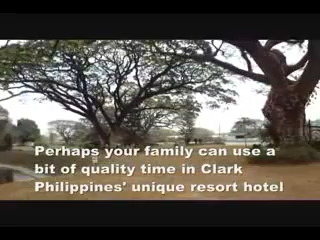 Perhaps your family can use a
bit of quality time in Clark
Philippines' unique resort hotel